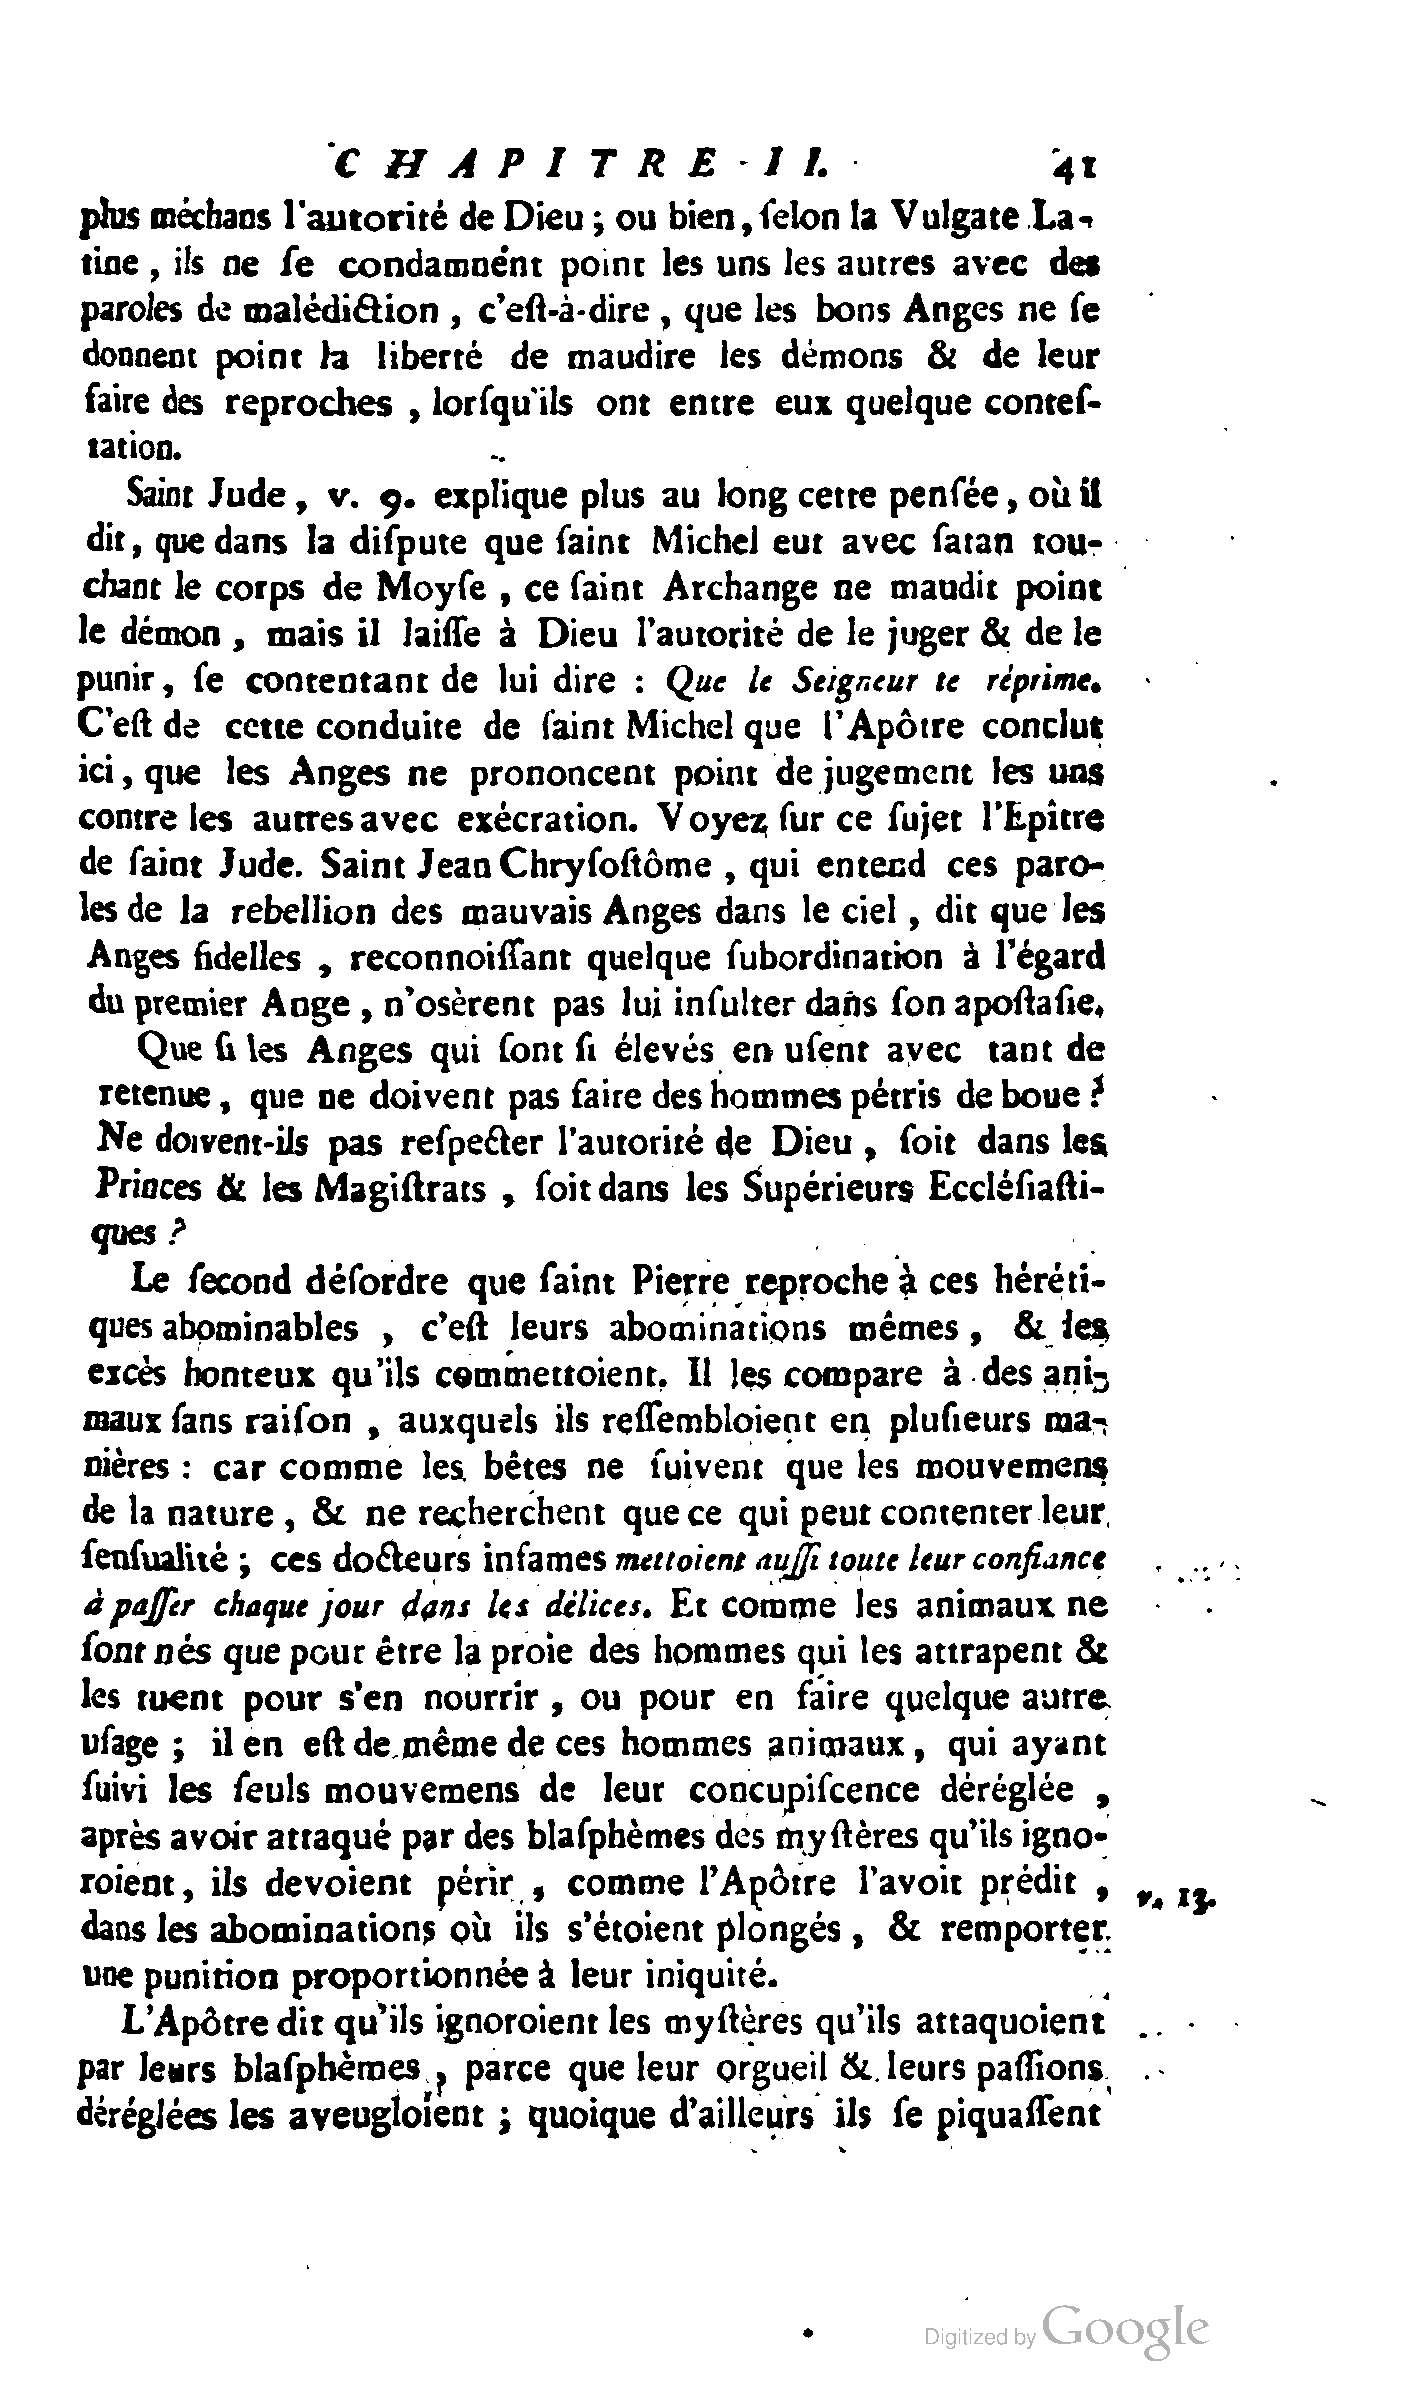 CHAPITRE II. 41
plus méchans l'autorité de Dieu ; ou bien, ſelon la Vulgate La-
tine, ils ne ſe condamnént point les uns les autres avec des
paroles de malédiction, c'eſt-à-dire, que les bons Anges ne ſe
donnent point la liberté de maudire les démons & de leur
faire des reproches, lorſqu'ils ont entre eux quelque conteſ-
tation.
Saint Jude, v. 9. explique plus au long cette penſée, où il
dit, que dans la diſpute que ſaint Michel eut avec ſatan tou-
chant le corps de Moyſe, ce ſaint Archange ne maudit point
le démon, mais il laiſſe à Dieu l'autorité de le juger & de le
punir, ſe contentant de lui dire : Que le Seigneur te réprime.
C'eſt de cette conduite de ſaint Michel que l'Apôtre conclut
ici, que les Anges ne prononcent point de jugement les uns
contre les autres avec exécration. Voyez ſur ce ſujet l'Epître
de ſaint Jude. Saint Jean Chryſoſtôme, qui entend ces paro-
les de la rebellion des mauvais Anges dans le ciel, dit que les
Anges fidelles, reconnoiſſant quelque ſubordination à l'égard
du premier Ange, n'osèrent pas lui inſulter dans ſon apoſtaſie.
Que ſi les Anges qui ſont ſi élevés en uſent avec tant de
retenue, que ne doivent pas faire des hommes pétris de boue ?
Ne doivent-ils pas reſpecter l'autorité de Dieu, ſoit dans les
Princes & les Magiſtrats, ſoit dans les Supérieurs Eccléſiaſti-
ques ?
Le ſecond déſordre que ſaint Pierre reproche à ces héréti-
ques abominables, c'eſt leurs abominations mêmes, & les
excès honteux qu'ils commettoient. Il les compare à des ani-
maux ſans raiſon, auxquels ils reſſembloient en pluſieurs ma-
nières : car comme les bêtes ne ſuivent que les mouvemens
de la nature, & ne recherchent que ce qui peut contenter leur
ſenſualité ; ces docteurs infames mettoient auſſi toute leur confiance
à paſſer chaque jour dans les délices. Et comme les animaux ne
ſont nés que pour être la proie des hommes qui les attrapent &
les tuent pour s'en nourrir, ou pour en faire quelque autre
uſage ; il en eſt de même de ces hommes animaux, qui ayant
ſuivi les ſeuls mouvemens de leur concupiſcence déréglée,
après avoir attaqué par des blaſphèmes des myſtères qu'ils igno-
roient, ils devoient périr, comme l'Apôtre l'avoit prédit,
v. 13.
dans les abominations où ils s'étoient plongés, & remporter
une punition proportionnée à leur iniquité.
L'Apôtre dit qu'ils ignoroient les myſtères qu'ils attaquoient
par leurs blaſphèmes, parce que leur orgueil & leurs paſſions
déréglées les aveugloient ; quoique d'ailleurs ils ſe piquaſſent
Digitized by Google